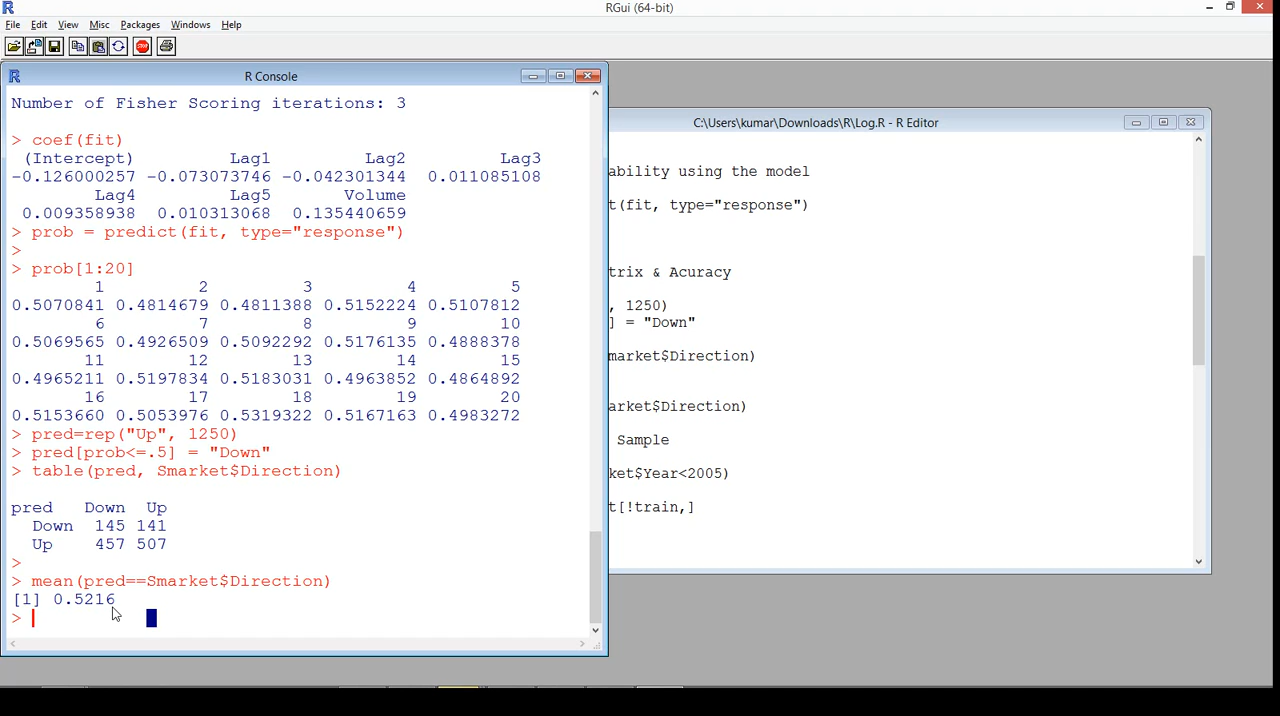 RGui (64-bit)
File Edit View Misc Packages Windows Help
R Console
Number of Fisher Scoring iterations: 3
> coef(fit)
(Intercept) Lag1 Lag2 Lag3
-0.126000257 -0.073073746 -0.042301344 0.011085108
Lag4 Lag5 Volume
0.009358938 0.010313068 0.135440659
> prob = predict(fit, type="response")
>
> prob[1:20]
1 2 3 4 5
0.5070841 0.4814679 0.4811388 0.5152224 0.5107812
6 7 8 9 10
0.5069565 0.4926509 0.5092292 0.5176135 0.4888378
11 12 13 14 15
0.4965211 0.5197834 0.5183031 0.4963852 0.4864892
16 17 18 19 20
0.5153660 0.5053976 0.5319322 0.5167163 0.4983272
> pred=rep("Up", 1250)
> pred[prob<=.5] = "Down"
> table(pred, Smarket$Direction)
pred Down Up
Down 145 141
Up 457 507
>
> mean(pred==Smarket$Direction)
[1] 0.5216
>
C:\Users\kumar\Downloads\R\Log.R - R Editor
ability using the model
t(fit, type="response")
trix & Acuracy
, 1250)
] = "Down"
market$Direction)
arket$Direction)
Sample
ket$Year<2005)
t[!train,]